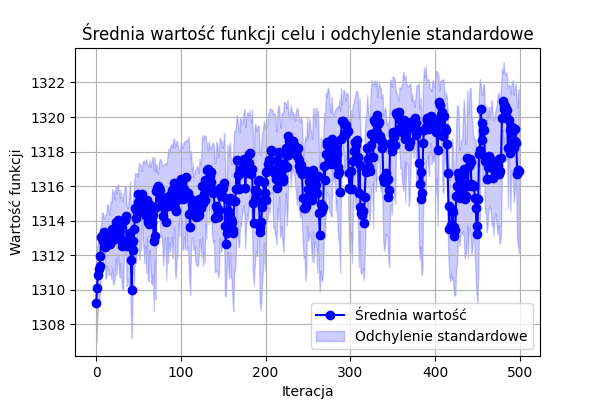 Średnia wartość funkcji celu i odchylenie standardowe
1322
1320
1318
1316
1314
1312
1310
1308
Wartość funkcji
0
100
200
300
400
500
Iteracja
Średnia wartość
Odchylenie standardowe